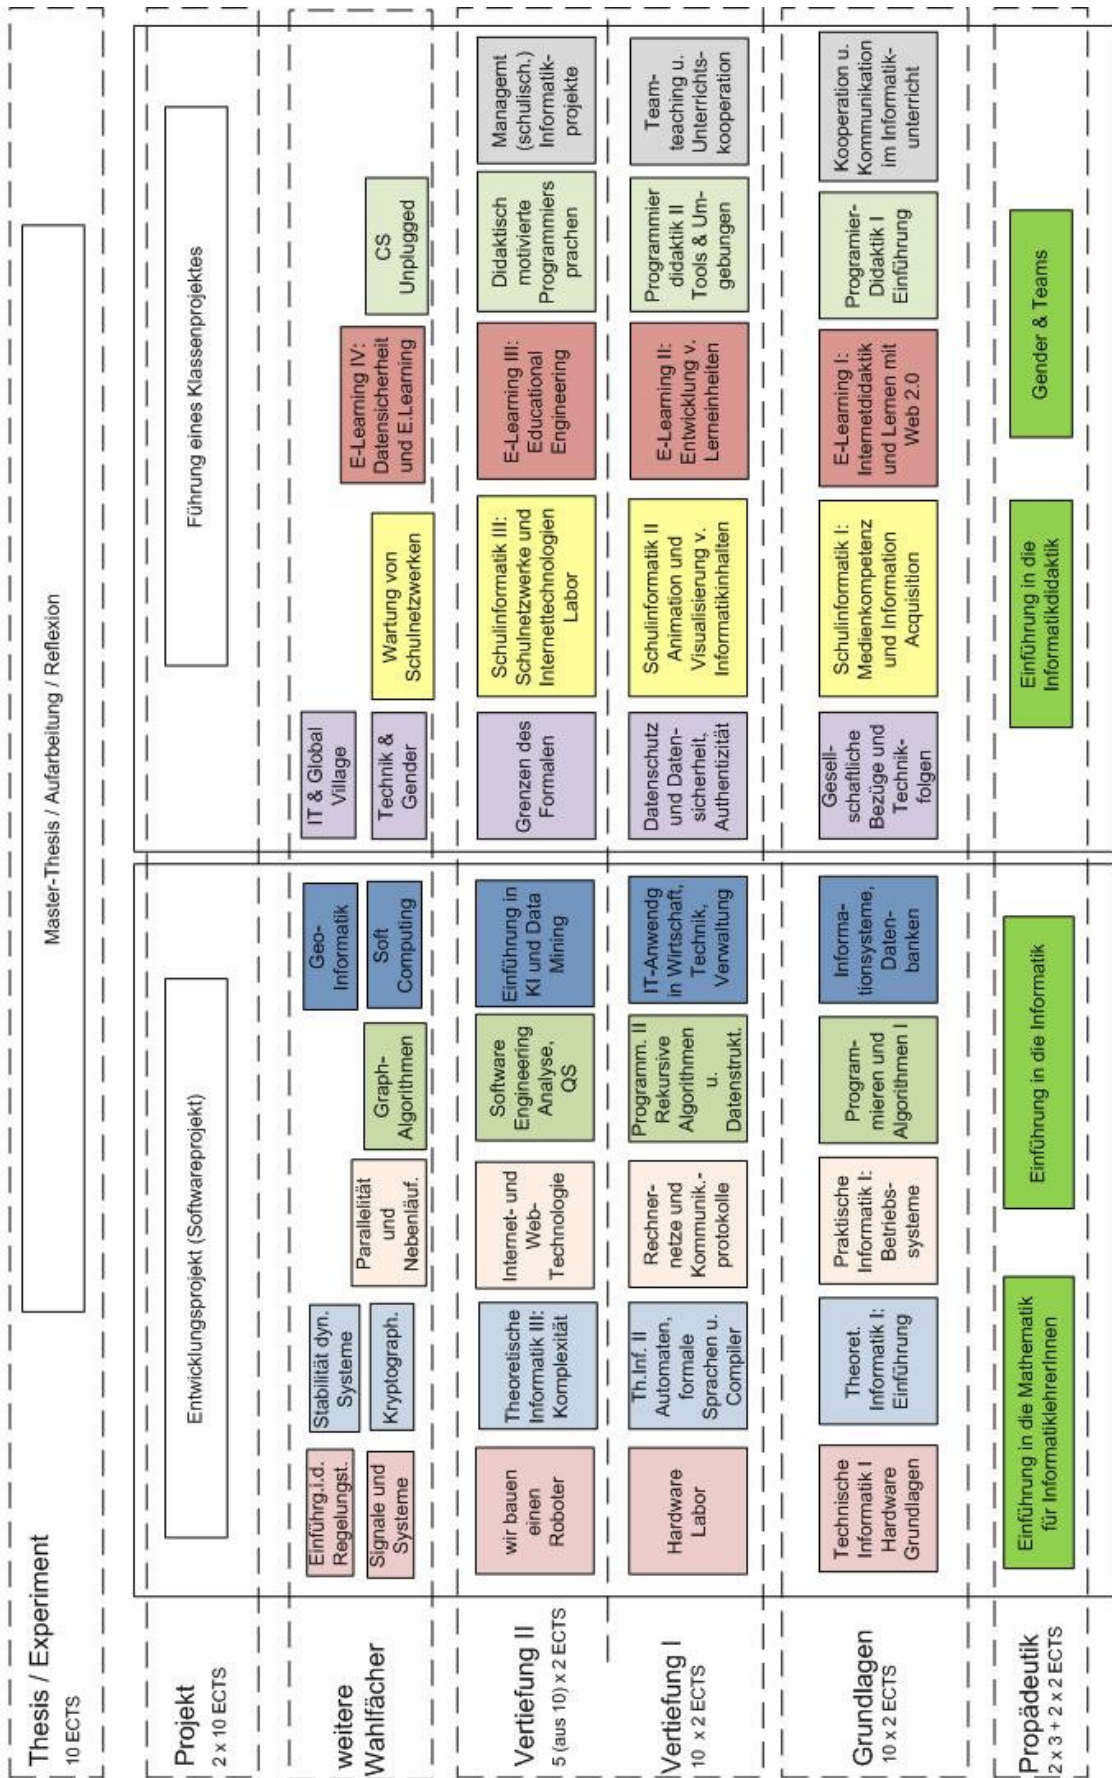 Thesis / Experiment
10 ECTS
Master-Thesis / Aufarbeitung / Reflexion
Projekt
2 x 10 ECTS
Entwicklungsprojekt (Softwareprojekt)
Führung eines Klassenprojektes
weitere
Wahlfächer
Einführg.i.d.
Regelungst.
Signale und
Systeme
Stabilität dyn.
Systeme
Kryptograph.
Parallelität
und
Nebenläuf.
Graph-
Algorithmen
Geo-
Informatik
Soft
Computing
IT & Global
Village
Technik &
Gender
Wartung von
Schulnetzwerken
E-Learning IV:
Datensicherheit
und E.Learning
CS
Unplugged
Vertiefung II
5 (aus 10) x 2 ECTS
wir bauen
einen
Roboter
Theoretische
Informatik III:
Komplexität
Internet- und
Web-
Technologie
Software
Engineering
Analyse,
QS
Einführung in
KI und Data
Mining
Grenzen des
Formalen
Schulinformatik III:
Schulnetzwerke und
Internettechnologien
Labor
E-Learning III:
Educational
Engineering
Didaktisch
motivierte
Programmiers
prachen
Managemt
(schulisch.)
Informatik-
projekte
Vertiefung I
10 x 2 ECTS
Hardware
Labor
Th.Inf. II
Automaten,
formale
Sprachen u.
Compiler
Rechner-
netze und
Kommunik.-
protokolle
Programm. II
Rekursive
Algorithmen
u.
Datenstrukt.
IT-Anwendg
in Wirtschaft,
Technik,
Verwaltung
Datenschutz
und Daten-
sicherheit,
Authentizität
Schulinformatik II
Animation und
Visualisierung v.
Informatikinhalten
E-Learning II:
Entwicklung v.
Lerneinheiten
Programmier
didaktik II
Tools & Um-
gebungen
Team-
teaching u.
Unterrichts-
kooperation
Grundlagen
10 x 2 ECTS
Technische
Informatik I
Hardware
Grundlagen
Theoret.
Informatik I:
Einführung
Praktische
Informatik I:
Betriebs-
systeme
Program-
mieren und
Algorithmen I
Informa-
tionsysteme,
Daten-
banken
Gesell-
schaftliche
Bezüge und
Technik-
folgen
Schulinformatik I:
Medienkompetenz
und Information
Acquisition
E-Learning I:
Internetdidaktik
und Lernen mit
Web 2.0
Programier-
Didaktik I
Einführung
Kooperation u.
Kommunikation
im Informatik-
unterricht
Propädeutik
2 x 3 + 2 x 2 ECTS
Einführung in die Mathematik
für InformatiklehrerInnen
Einführung in die Informatik
Einführung in die
Informatikdidaktik
Gender & Teams